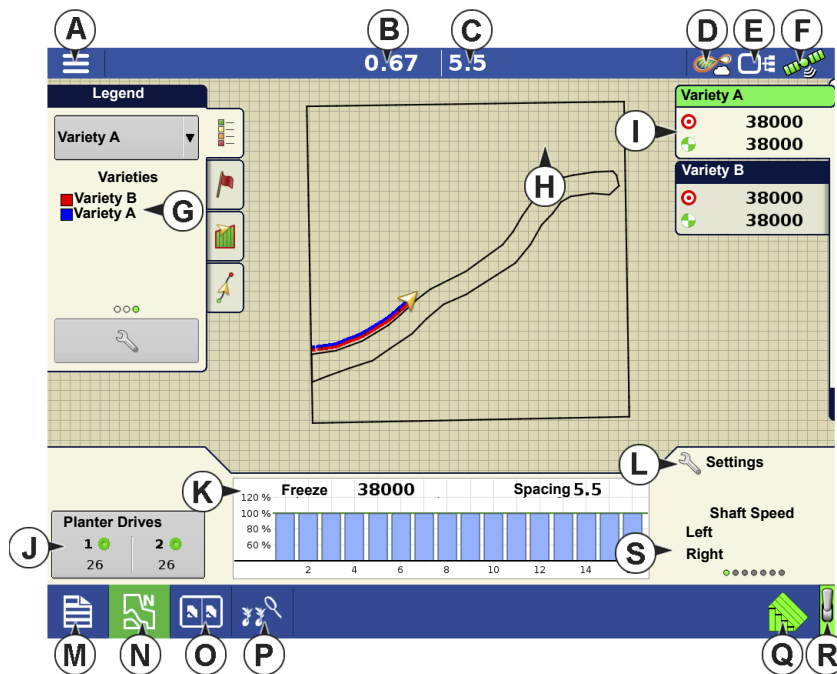 A
B
C
D
E
F
0.67
5.5
Legend
Variety A
Varieties
Variety B
Variety A
G
H
I
Variety A
38000
38000
Variety B
38000
38000
J
Planter Drives
1 2
26 26
K
Freeze 38000 Spacing 5.5
120 %
100 %
80 %
60 %
2 4 6 8 10 12 14
L
Settings
Shaft Speed
Left
Right
S
N
M
N
O
P
Q
R